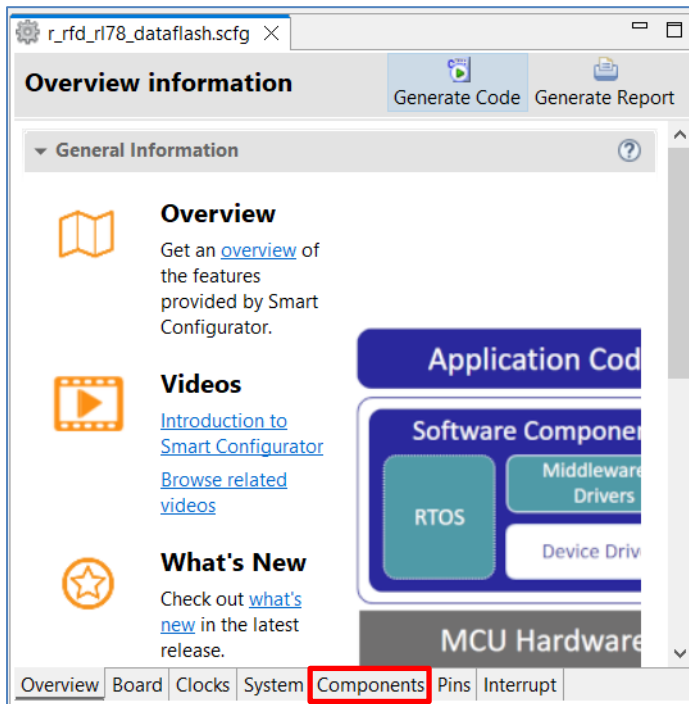 r_rfd_rl78_dataflash.scfg
Overview information
Generate Code Generate Report
General Information
?
Overview
Get an overview of
the features
provided by Smart
Configurator.
Videos
Introduction to
Smart Configurator
Browse related
videos
What's New
Check out what's
new in the latest
release.
Application Cod
Software Componer
RTOS
Middleware
Drivers
Device Driv
MCU Hardware
Overview Board Clocks System Components Pins Interrupt